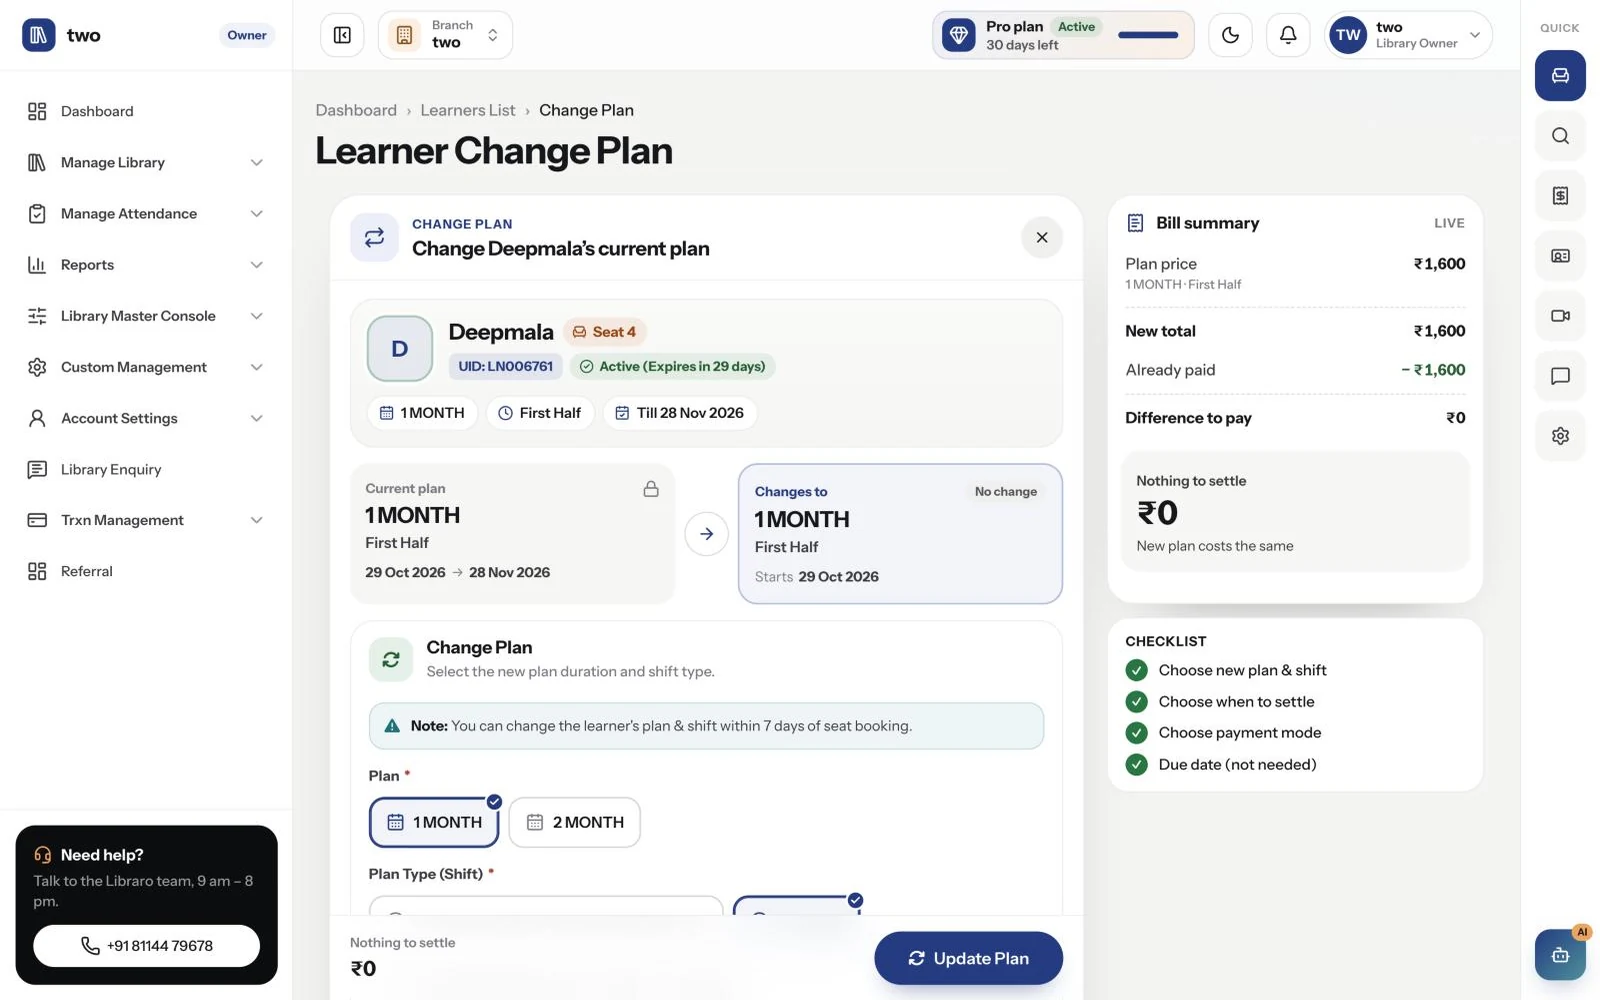 two
Owner
Dashboard
Manage Library
Manage Attendance
Reports
Library Master Console
Custom Management
Account Settings
Library Enquiry
Trxn Management
Referral
Need help?
Talk to the Libraro team, 9 am – 8
pm.
+91 81144 79678
Branch
two
Pro plan Active
30 days left
TW
two
Library Owner
Dashboard › Learners List › Change Plan
Learner Change Plan
CHANGE PLAN
Change Deepmala’s current plan
D
Deepmala Seat 4
UID: LN006761 Active (Expires in 29 days)
1 MONTH First Half Till 28 Nov 2026
Current plan
1 MONTH
First Half
29 Oct 2026 → 28 Nov 2026
Changes to No change
1 MONTH
First Half
Starts 29 Oct 2026
Change Plan
Select the new plan duration and shift type.
Note: You can change the learner's plan & shift within 7 days of seat booking.
Plan *
1 MONTH 2 MONTH
Plan Type (Shift) *
Nothing to settle
₹0
Update Plan
Bill summary LIVE
Plan price ₹1,600
1 MONTH · First Half
New total ₹1,600
Already paid − ₹1,600
Difference to pay ₹0
Nothing to settle
₹0
New plan costs the same
CHECKLIST
Choose new plan & shift
Choose when to settle
Choose payment mode
Due date (not needed)
QUICK
AI